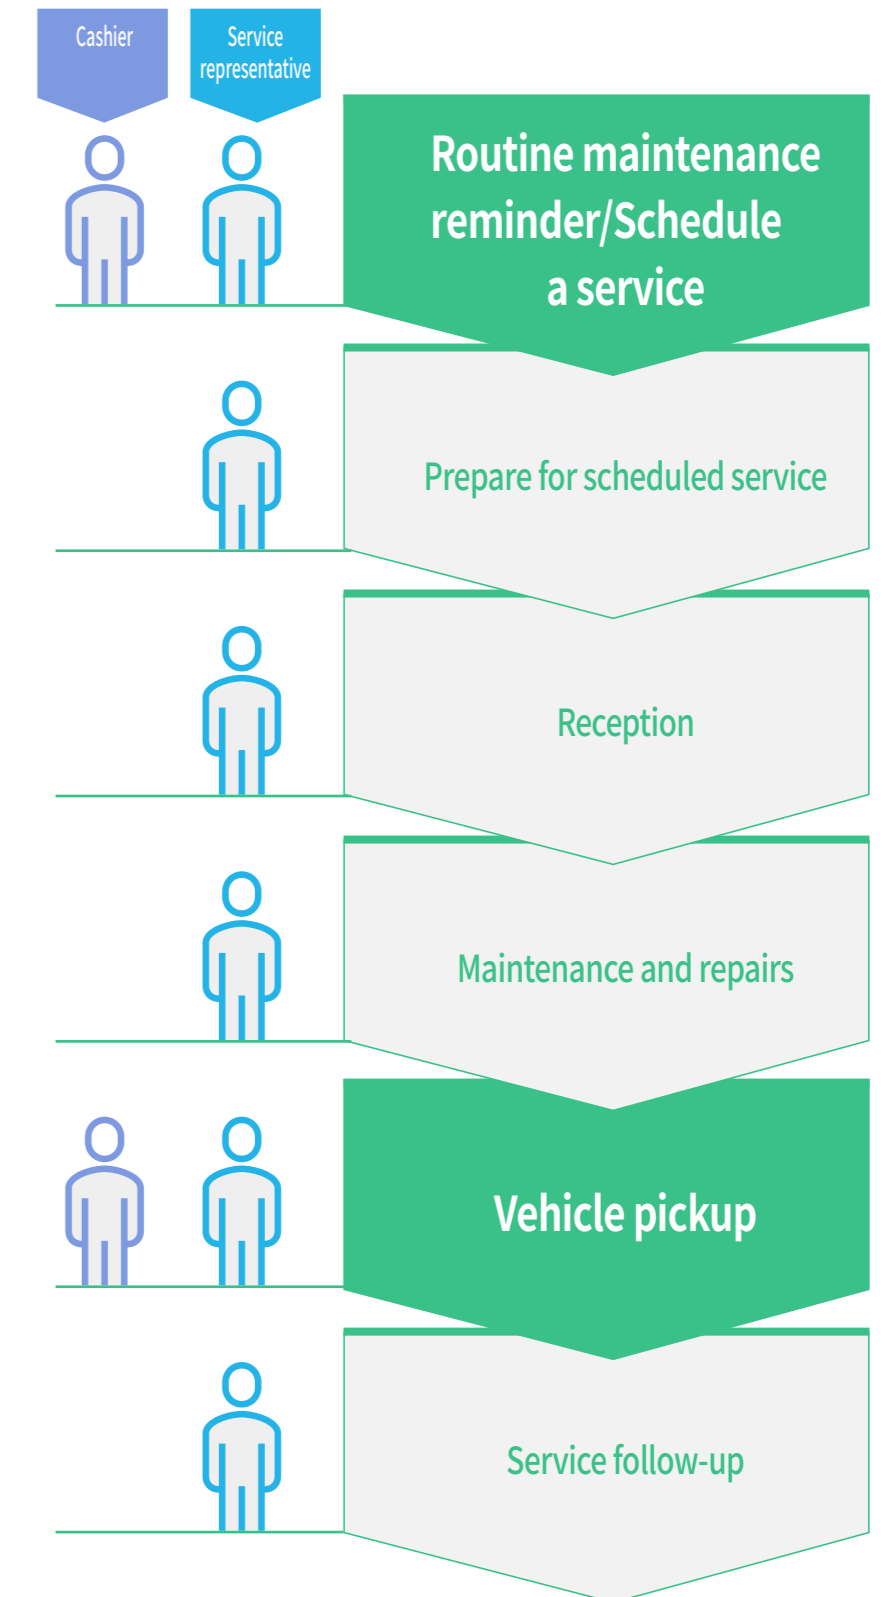 Cashier
Service
representative
Routine maintenance
reminder/Schedule
a service
Prepare for scheduled service
Reception
Maintenance and repairs
Vehicle pickup
Service follow-up